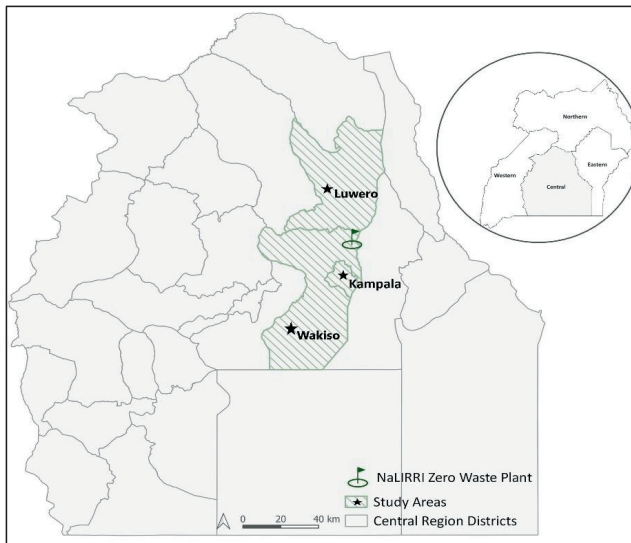 Northern
Western
Eastern
Central
Luwero
Kampala
Wakiso
NaLIRRI Zero Waste Plant
Study Areas
0 20 40 km
Central Region Districts